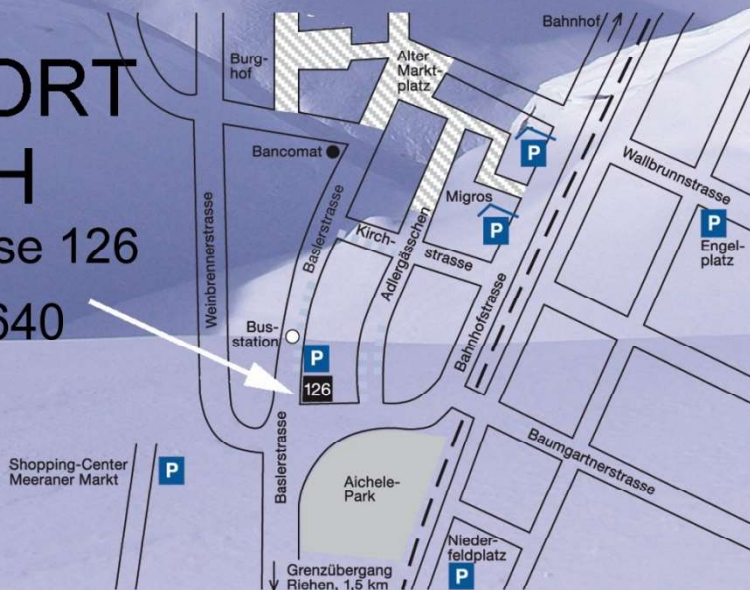 ORT
H
se 126
640
Bahnhof
Burg-
hof
Alter
Markt-
platz
P
Bancomat
Wallbrunnstrasse
Migros
P
P
Engel-
platz
Weinbrennerstrasse
Baslerstrasse
Kirch-
strasse
Adlergässchen
Bahnhofstrasse
Bus-
station
P
126
Baslerstrasse
Baumgartnerstrasse
Shopping-Center
Meeraner Markt
P
Aichele-
Park
Nieder-
feldplatz
P
Grenzübergang
Riehen, 1,5 km